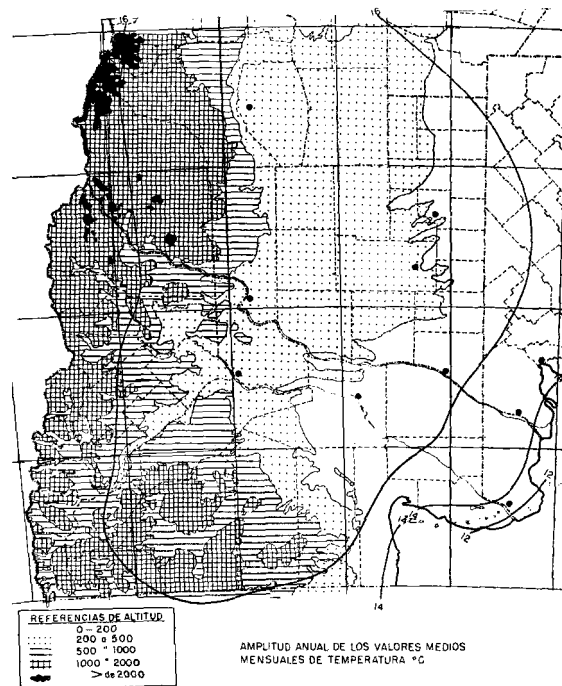 16
16
12
12
14
REFERENCIAS DE ALTITUD
0 - 200
200 a 500
500 " 1000
1000 " 2000
> de 2000
AMPLITUD ANUAL DE LOS VALORES MEDIOS
MENSUALES DE TEMPERATURA °C